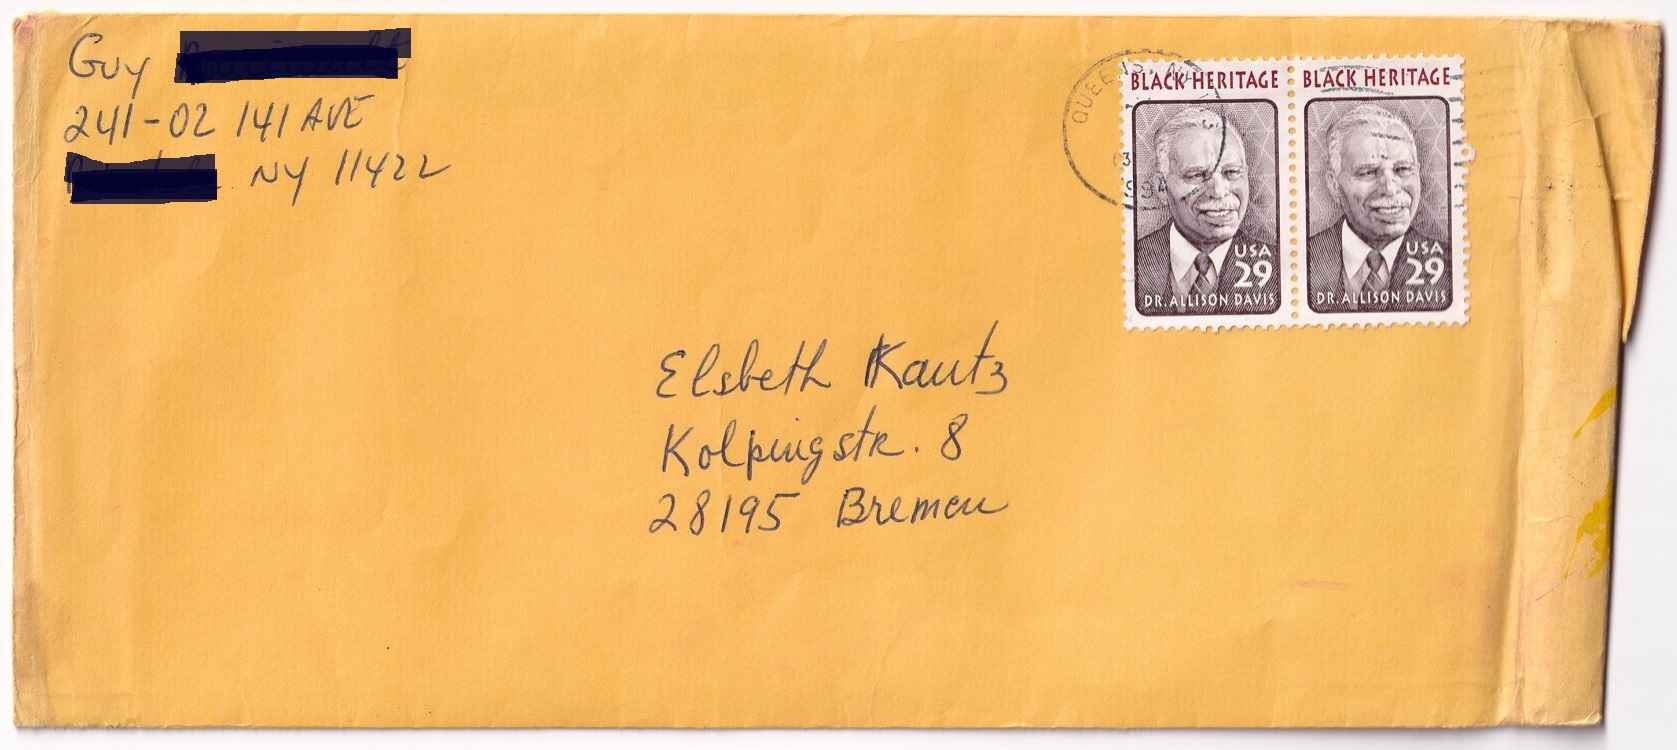 Guy
241-02 141 AVE
NY 11422
BLACK HERITAGE
USA
29
DR. ALLISON DAVIS
BLACK HERITAGE
USA
29
DR. ALLISON DAVIS
Elsbeth Kautz
Kolpingstr. 8
28195 Bremen